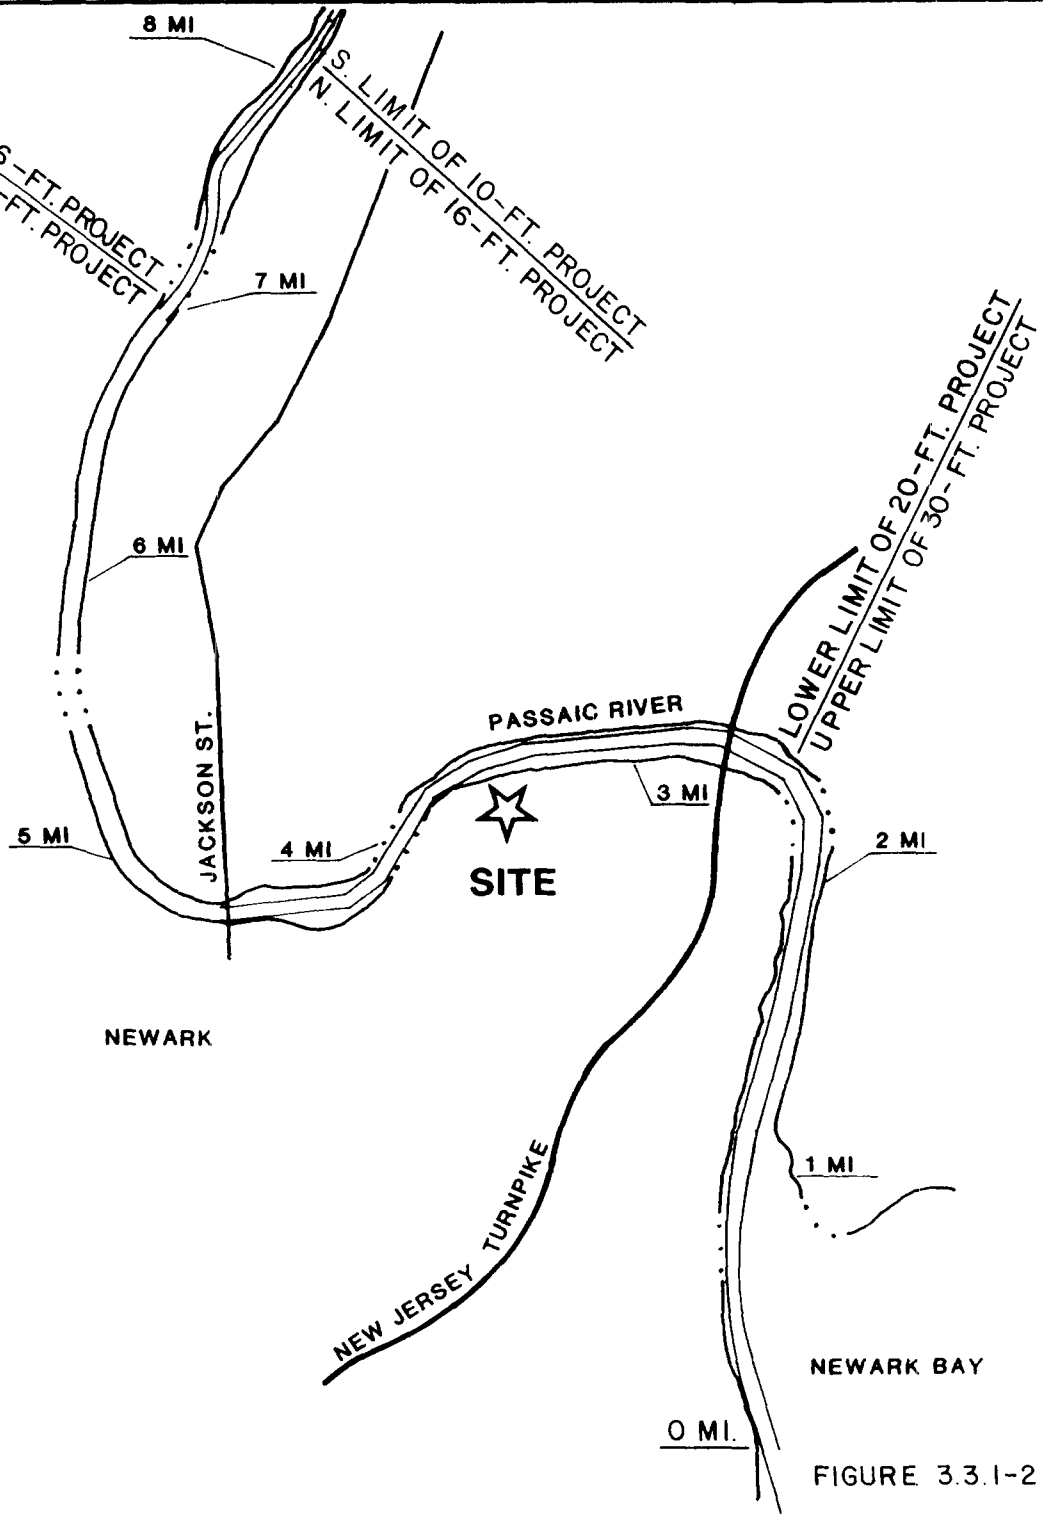 8 MI
S. LIMIT OF 10-FT. PROJECT
N. LIMIT OF 16-FT. PROJECT
6-FT. PROJECT
-FT. PROJECT
7 MI
LOWER LIMIT OF 20-FT. PROJECT
UPPER LIMIT OF 30-FT. PROJECT
6 MI
PASSAIC RIVER
JACKSON ST.
3 MI
5 MI
4 MI
2 MI
SITE
NEWARK
1 MI
NEW JERSEY TURNPIKE
NEWARK BAY
0 MI.
FIGURE 3.3.1-2